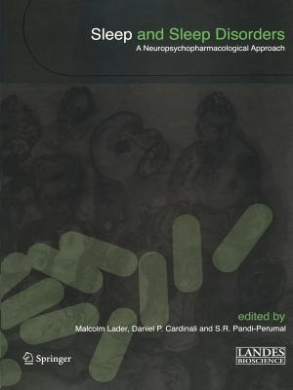 Sleep and Sleep Disorders
A Neuropsychopharmacological Approach
edited by
Malcolm Lader, Daniel P. Cardinali and S.R. Pandi-Perumal
Springer
LANDES
BIOSCIENCE